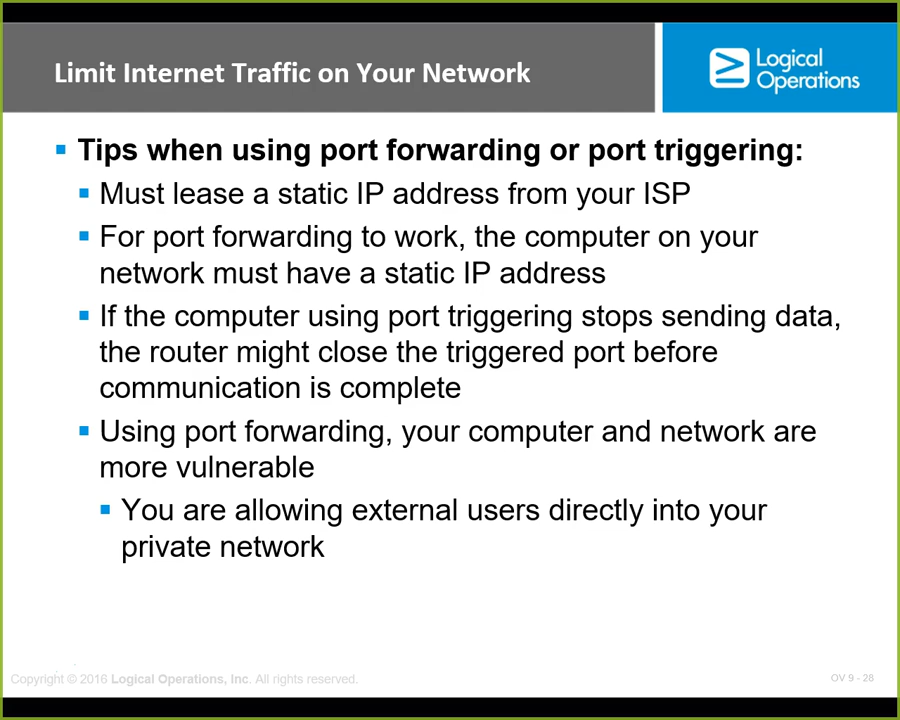 Limit Internet Traffic on Your Network
Logical
Operations
Tips when using port forwarding or port triggering:
Must lease a static IP address from your ISP
For port forwarding to work, the computer on your
network must have a static IP address
If the computer using port triggering stops sending data,
the router might close the triggered port before
communication is complete
Using port forwarding, your computer and network are
more vulnerable
You are allowing external users directly into your
private network
Copyright © 2016 Logical Operations, Inc. All rights reserved.
OV 9 - 28